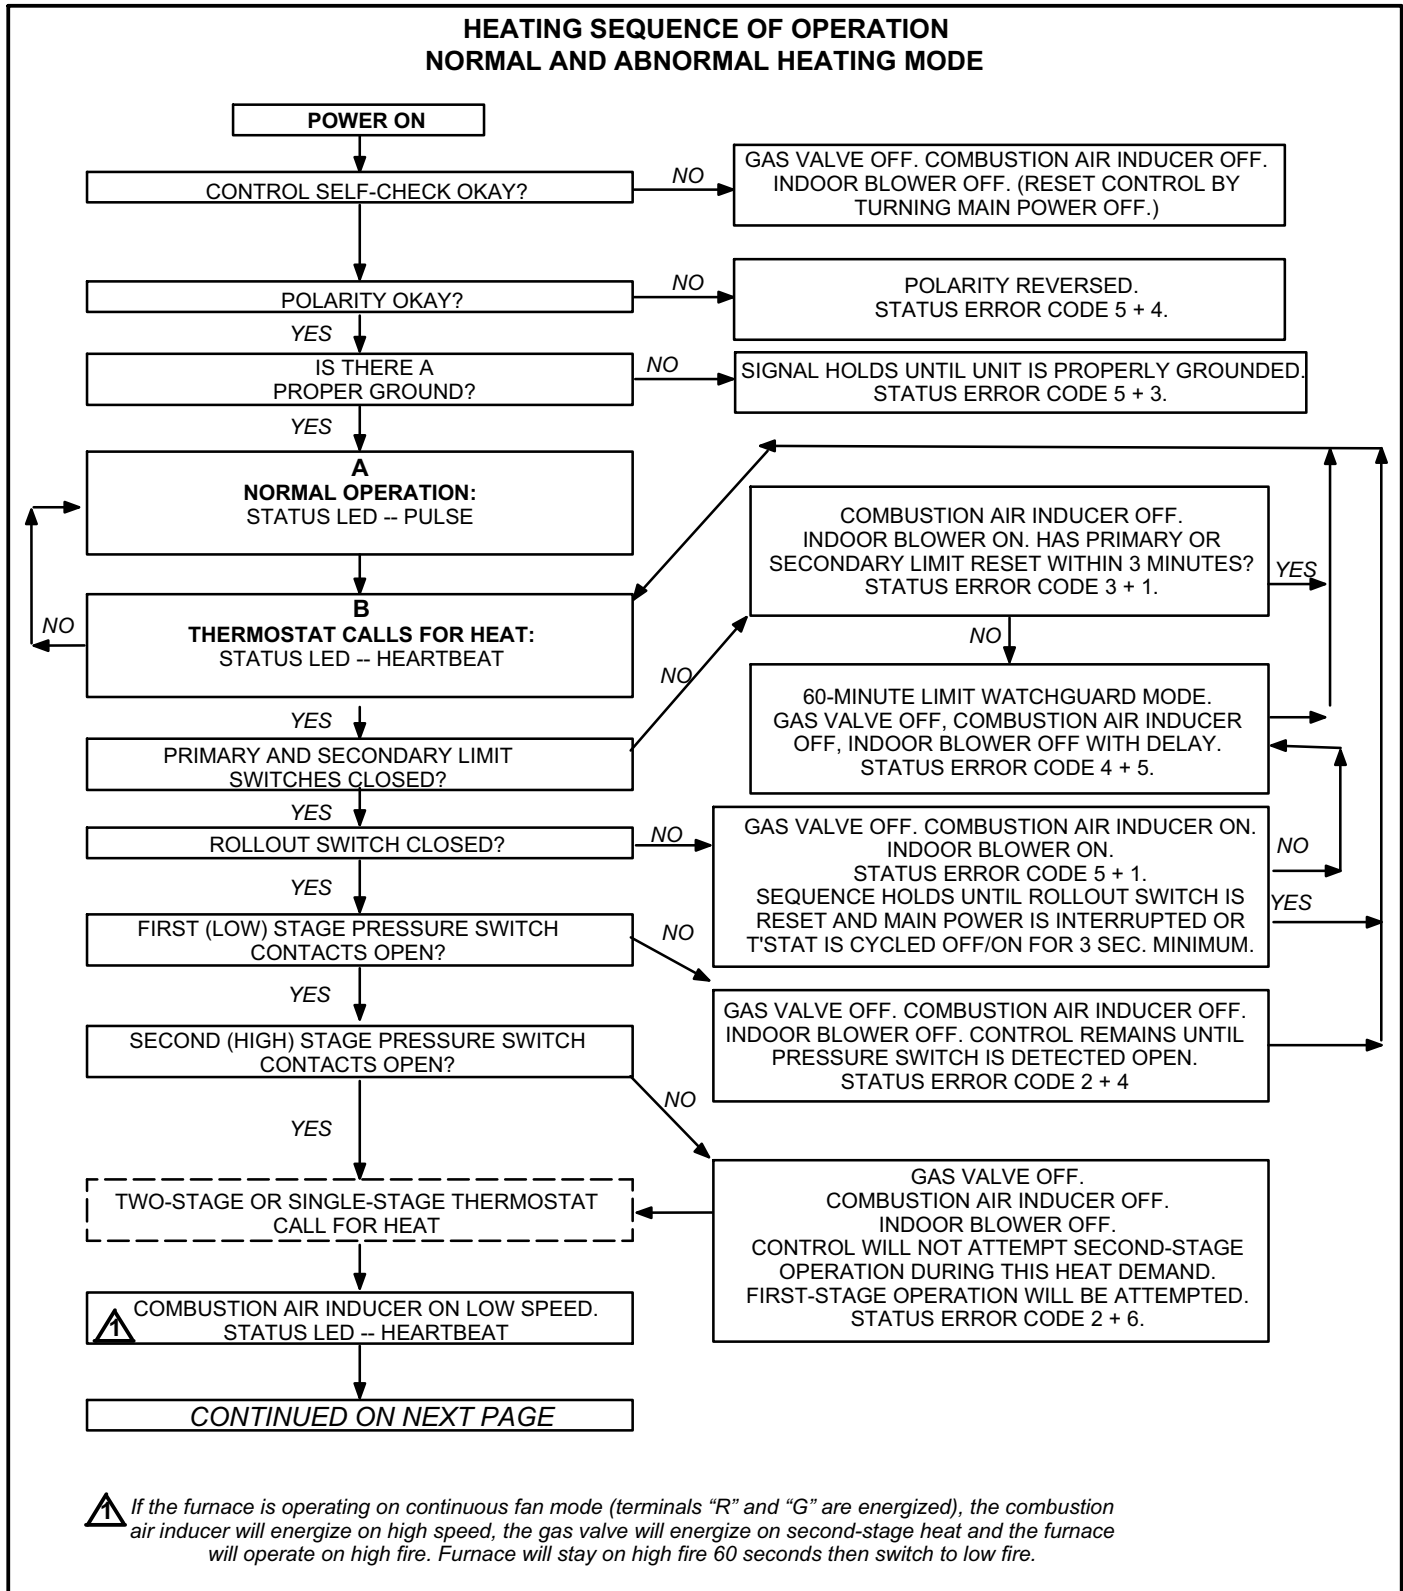 HEATING SEQUENCE OF OPERATION
NORMAL AND ABNORMAL HEATING MODE
POWER ON
CONTROL SELF-CHECK OKAY?
NO
GAS VALVE OFF. COMBUSTION AIR INDUCER OFF.
INDOOR BLOWER OFF. (RESET CONTROL BY
TURNING MAIN POWER OFF.)
POLARITY OKAY?
NO
POLARITY REVERSED.
STATUS ERROR CODE 5 + 4.
YES
IS THERE A
PROPER GROUND?
NO
SIGNAL HOLDS UNTIL UNIT IS PROPERLY GROUNDED.
STATUS ERROR CODE 5 + 3.
YES
A
NORMAL OPERATION:
STATUS LED -- PULSE
B
THERMOSTAT CALLS FOR HEAT:
STATUS LED -- HEARTBEAT
NO
NO
COMBUSTION AIR INDUCER OFF.
INDOOR BLOWER ON. HAS PRIMARY OR
SECONDARY LIMIT RESET WITHIN 3 MINUTES?
STATUS ERROR CODE 3 + 1.
YES
NO
60-MINUTE LIMIT WATCHGUARD MODE.
GAS VALVE OFF, COMBUSTION AIR INDUCER
OFF, INDOOR BLOWER OFF WITH DELAY.
STATUS ERROR CODE 4 + 5.
YES
PRIMARY AND SECONDARY LIMIT
SWITCHES CLOSED?
YES
ROLLOUT SWITCH CLOSED?
NO
GAS VALVE OFF. COMBUSTION AIR INDUCER ON.
INDOOR BLOWER ON.
STATUS ERROR CODE 5 + 1.
SEQUENCE HOLDS UNTIL ROLLOUT SWITCH IS
RESET AND MAIN POWER IS INTERRUPTED OR
T'STAT IS CYCLED OFF/ON FOR 3 SEC. MINIMUM.
NO
YES
YES
FIRST (LOW) STAGE PRESSURE SWITCH
CONTACTS OPEN?
NO
GAS VALVE OFF. COMBUSTION AIR INDUCER OFF.
INDOOR BLOWER OFF. CONTROL REMAINS UNTIL
PRESSURE SWITCH IS DETECTED OPEN.
STATUS ERROR CODE 2 + 4
YES
SECOND (HIGH) STAGE PRESSURE SWITCH
CONTACTS OPEN?
NO
GAS VALVE OFF.
COMBUSTION AIR INDUCER OFF.
INDOOR BLOWER OFF.
CONTROL WILL NOT ATTEMPT SECOND-STAGE
OPERATION DURING THIS HEAT DEMAND.
FIRST-STAGE OPERATION WILL BE ATTEMPTED.
STATUS ERROR CODE 2 + 6.
YES
TWO-STAGE OR SINGLE-STAGE THERMOSTAT
CALL FOR HEAT
1
COMBUSTION AIR INDUCER ON LOW SPEED.
STATUS LED -- HEARTBEAT
CONTINUED ON NEXT PAGE
1
If the furnace is operating on continuous fan mode (terminals “R” and “G” are energized), the combustion
air inducer will energize on high speed, the gas valve will energize on second-stage heat and the furnace
will operate on high fire. Furnace will stay on high fire 60 seconds then switch to low fire.